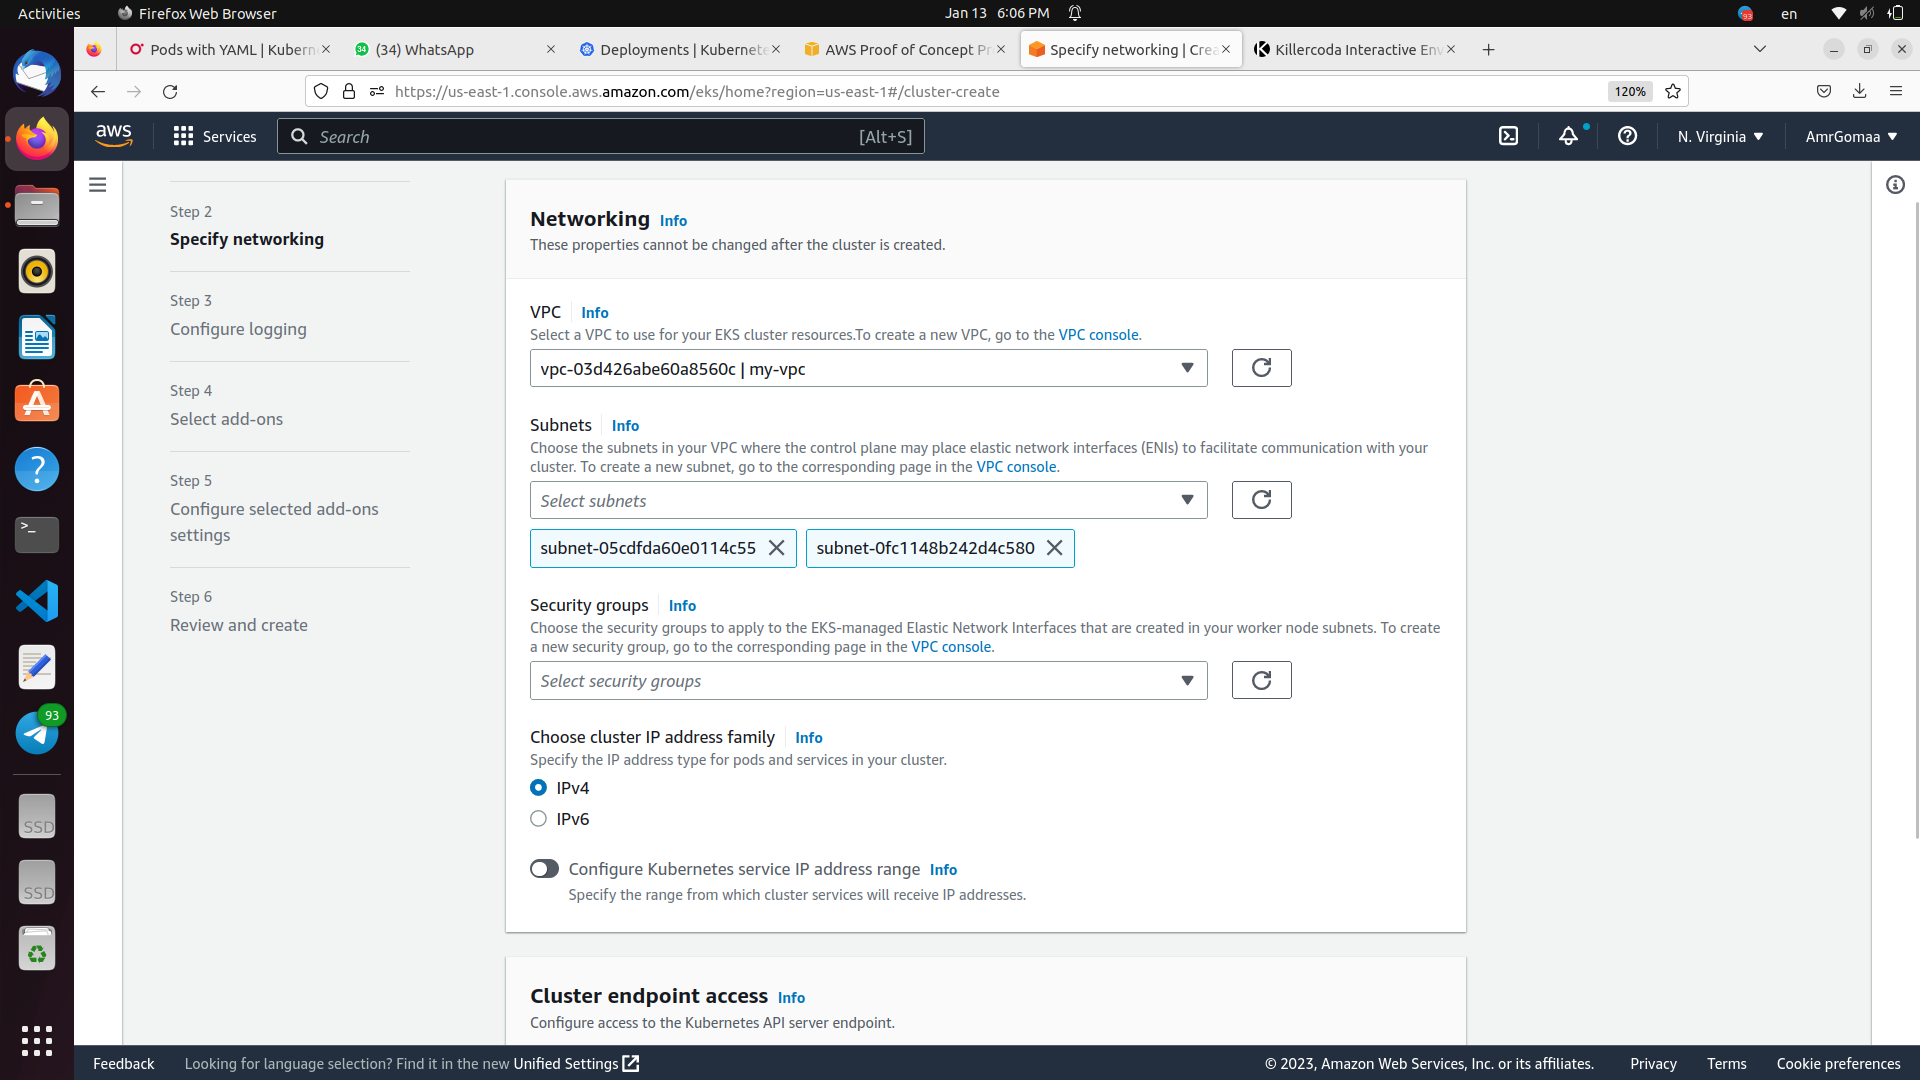 Activities
Firefox Web Browser
Jan 13 6:06 PM
93
en
Pods with YAML | Kubern
34
(34) WhatsApp
Deployments | Kubernete
AWS Proof of Concept Pr
Specify networking | Crea
Killercoda Interactive Env
https://us-east-1.console.aws.amazon.com/eks/home?region=us-east-1#/cluster-create
120%
aws
Services
Search
[Alt+S]
N. Virginia
AmrGomaa
Step 2
Specify networking
Step 3
Configure logging
Step 4
Select add-ons
Step 5
Configure selected add-ons
settings
Step 6
Review and create
Networking Info
These properties cannot be changed after the cluster is created.
VPC Info
Select a VPC to use for your EKS cluster resources.To create a new VPC, go to the VPC console.
vpc-03d426abe60a8560c | my-vpc
Subnets Info
Choose the subnets in your VPC where the control plane may place elastic network interfaces (ENIs) to facilitate communication with your
cluster. To create a new subnet, go to the corresponding page in the VPC console.
Select subnets
subnet-05cdfda60e0114c55
subnet-0fc1148b242d4c580
Security groups Info
Choose the security groups to apply to the EKS-managed Elastic Network Interfaces that are created in your worker node subnets. To create
a new security group, go to the corresponding page in the VPC console.
Select security groups
Choose cluster IP address family Info
Specify the IP address type for pods and services in your cluster.
IPv4
IPv6
Configure Kubernetes service IP address range Info
Specify the range from which cluster services will receive IP addresses.
Cluster endpoint access Info
Configure access to the Kubernetes API server endpoint.
93
SSD
SSD
Feedback
Looking for language selection? Find it in the new Unified Settings
© 2023, Amazon Web Services, Inc. or its affiliates.
Privacy
Terms
Cookie preferences